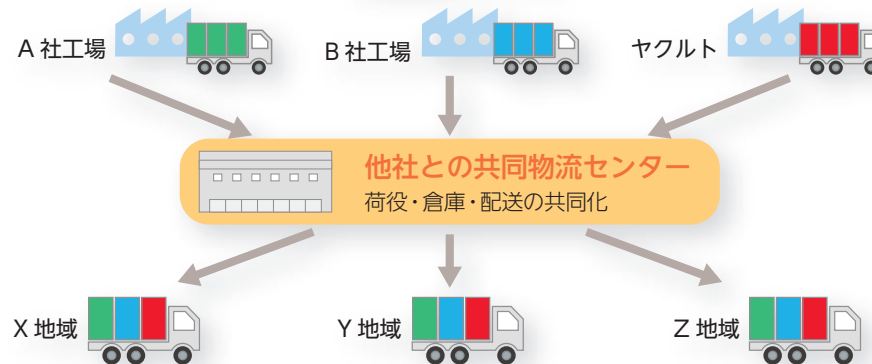 A 社工場
B 社工場
ヤクルト
他社との共同物流センター
荷役・倉庫・配送の共同化
X 地域
Y 地域
Z 地域